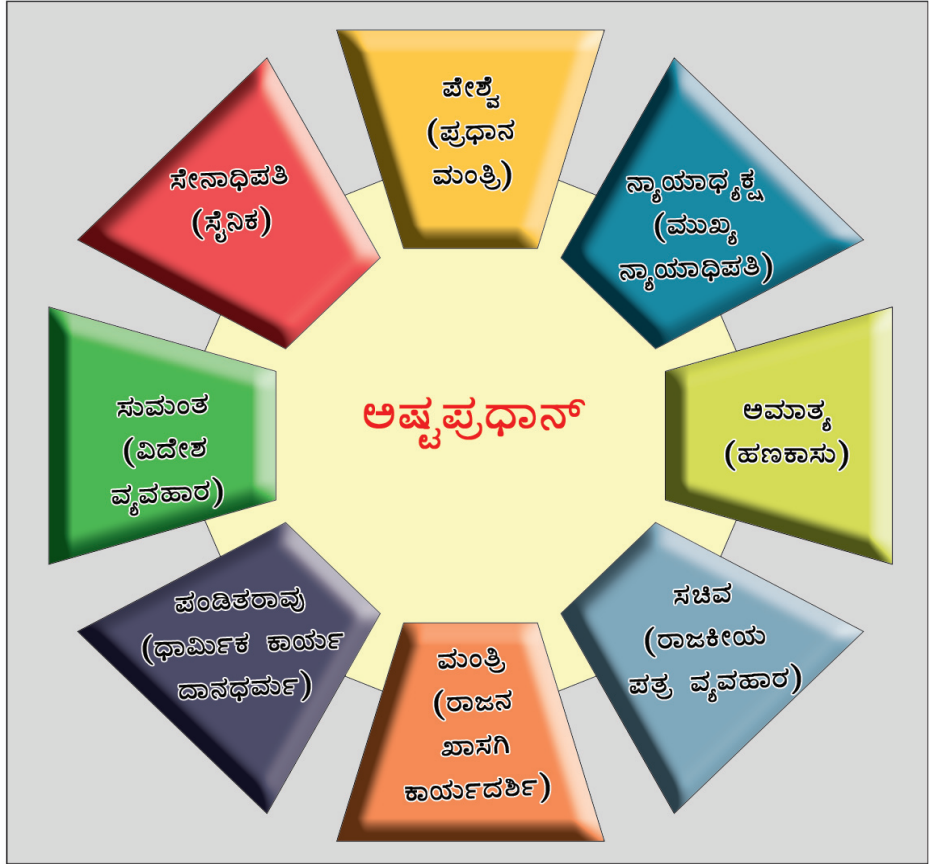 ಪೇಶ್ವೆ
(ಪ್ರಧಾನ
ಮಂತ್ರಿ)
ನ್ಯಾಯಾಧ್ಯಕ್ಷ
(ಮುಖ್ಯ
ನ್ಯಾಯಾಧಿಪತಿ)
ಅಮಾತ್ಯ
(ಹಣಕಾಸು)
ಸಚಿವ
(ರಾಜಕೀಯ
ಪತ್ರ ವ್ಯವಹಾರ)
ಮಂತ್ರಿ
(ರಾಜನ
ಖಾಸಗಿ
ಕಾರ್ಯದರ್ಶಿ)
ಪಂಡಿತರಾವು
(ಧಾರ್ಮಿಕ ಕಾರ್ಯ
ದಾನಧರ್ಮ)
ಸುಮಂತ
(ವಿದೇಶ
ವ್ಯವಹಾರ)
ಸೇನಾಧಿಪತಿ
(ಸೈನಿಕ)
ಅಷ್ಟಪ್ರಧಾನ್